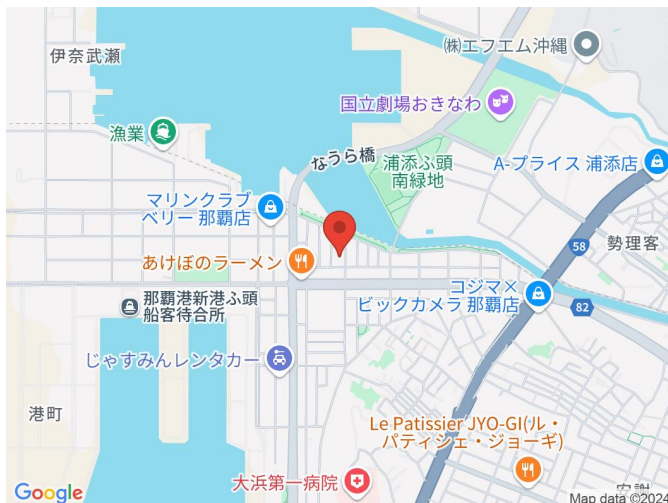 伊奈武瀬
㈱エフエム沖縄
国立劇場おきなわ
漁業
なうら橋
浦添ふ頭
南緑地
A-プライス 浦添店
マリンクラブ
ベリー 那覇店
58
勢理客
あけぼのラーメン
コジマ×
ビックカメラ 那覇店
82
那覇港新港ふ頭
船客待合所
じゃすみんレンタカー
港町
Le Patissier JYO-GI(ル・
パティシェ・ジョーギ)
大浜第一病院
安謝
Google
Map data ©2024